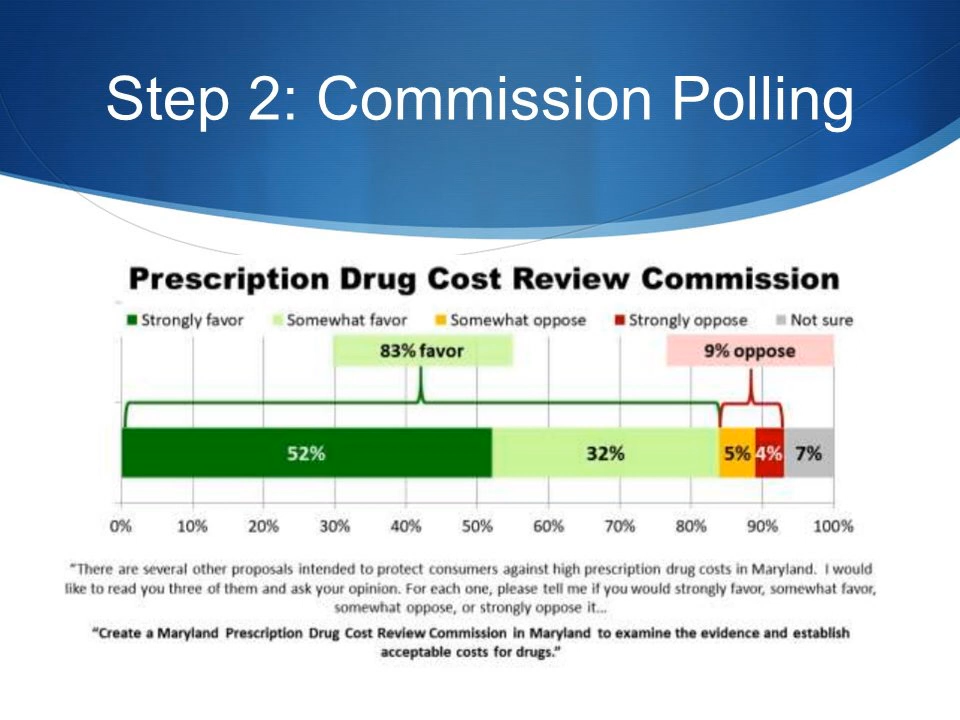 Step 2: Commission Polling
Prescription Drug Cost Review Commission
Strongly favor Somewhat favor Somewhat oppose Strongly oppose Not sure
83% favor 9% oppose
52% 32% 5% 4% 7%
0% 10% 20% 30% 40% 50% 60% 70% 80% 90% 100%
"There are several other proposals intended to protect consumers against high prescription drug costs in Maryland. I would
like to read you three of them and ask your opinion. For each one, please tell me if you would strongly favor, somewhat favor,
somewhat oppose, or strongly oppose it...
"Create a Maryland Prescription Drug Cost Review Commission in Maryland to examine the evidence and establish
acceptable costs for drugs."